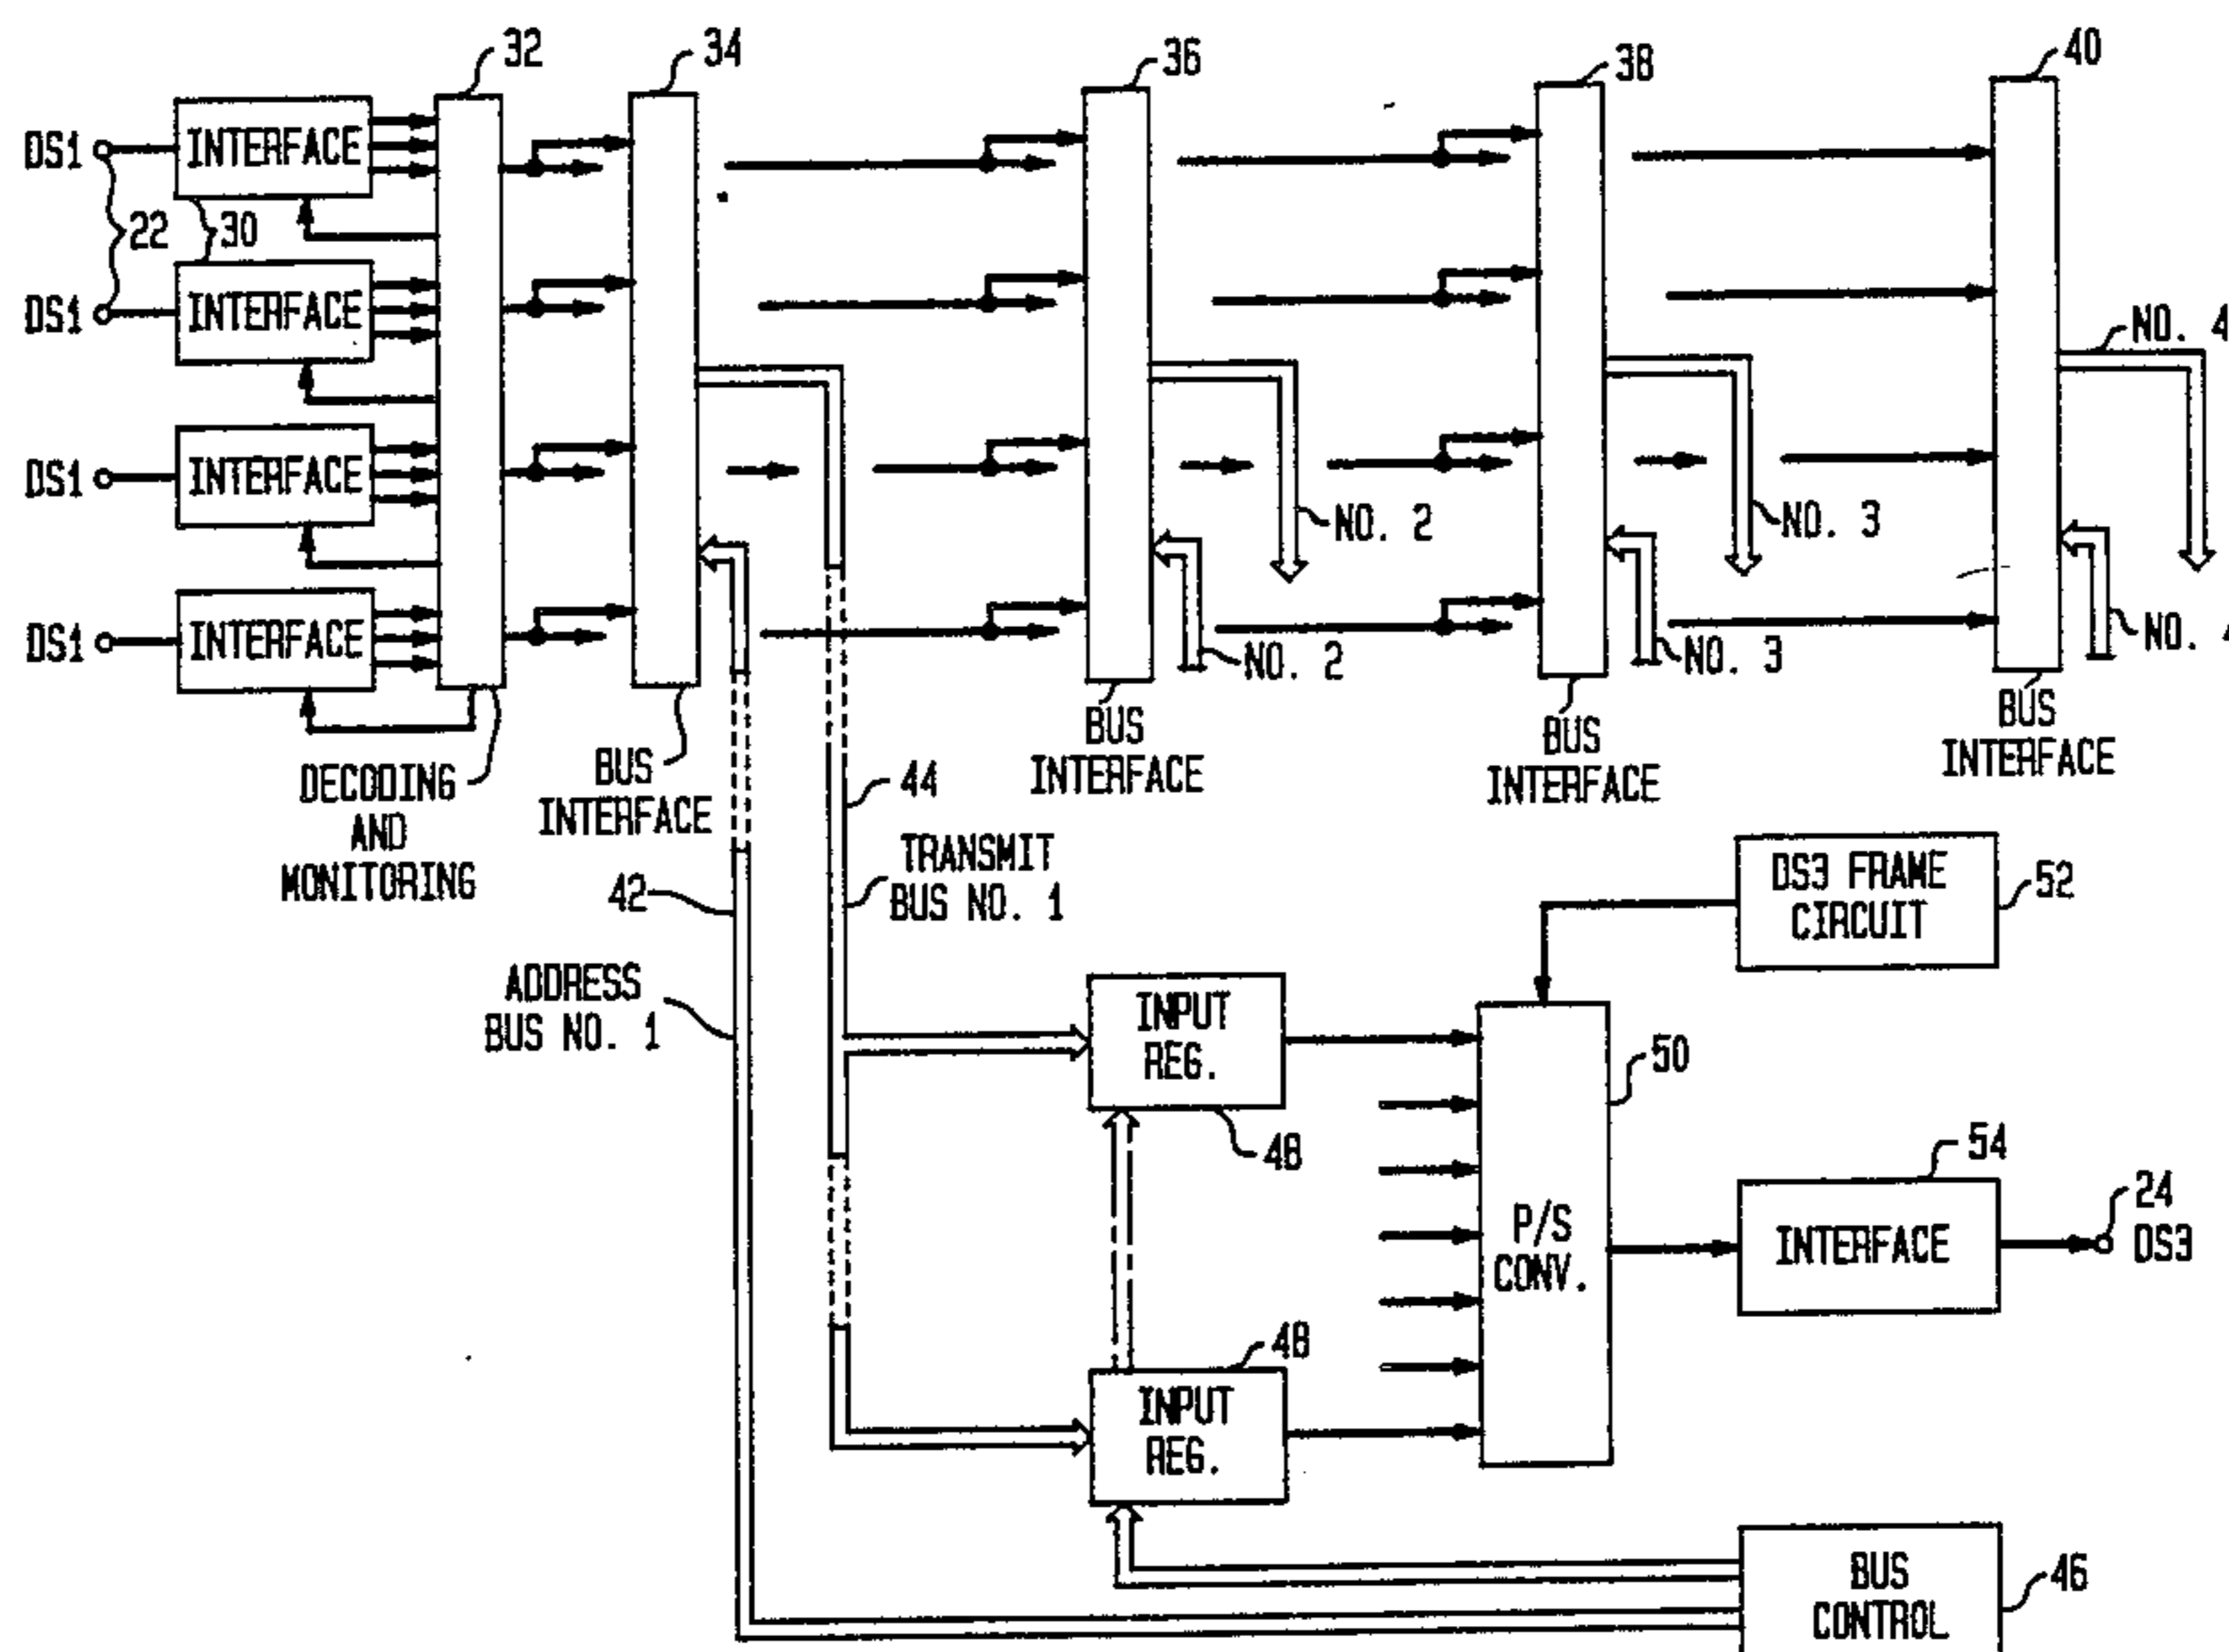 32
34
36
38
40
DS1
INTERFACE
22
30
DS1
INTERFACE
DS1
INTERFACE
DS1
INTERFACE
NO. 2
NO. 3
NO. 4
NO. 2
NO. 3
NO.
DECODING
AND
MONITORING
BUS
INTERFACE
BUS
INTERFACE
BUS
INTERFACE
BUS
INTERFACE
44
TRANSMIT
BUS NO. 1
42
ADDRESS
BUS NO. 1
DS3 FRAME
CIRCUIT
52
INPUT
REG.
48
50
P/S
CONV.
54
INTERFACE
24
DS3
48
INPUT
REG.
BUS
CONTROL
46